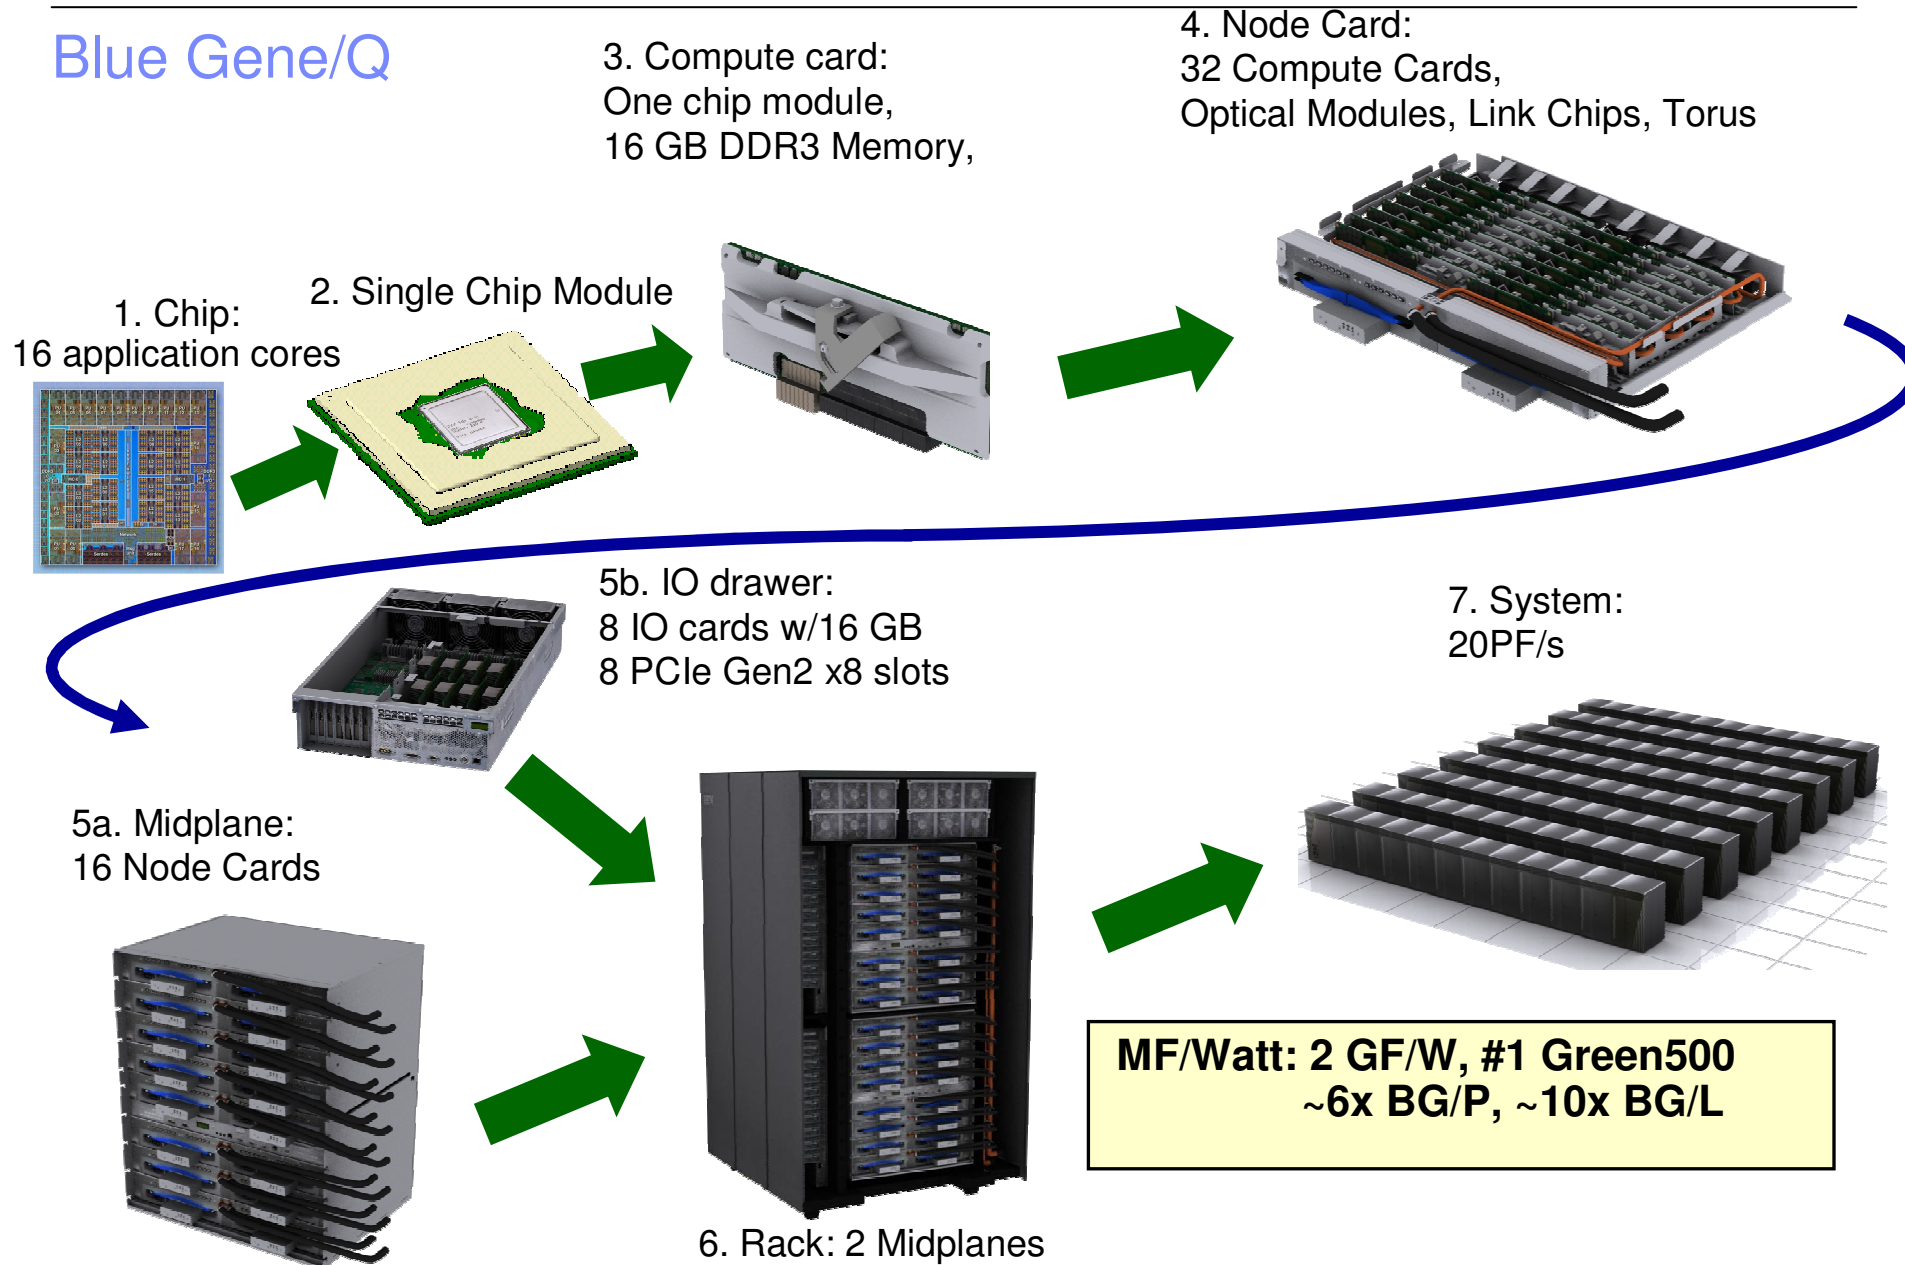 Blue Gene/Q
1. Chip:
16 application cores
2. Single Chip Module
3. Compute card:
One chip module,
16 GB DDR3 Memory,
4. Node Card:
32 Compute Cards,
Optical Modules, Link Chips, Torus
5a. Midplane:
16 Node Cards
5b. IO drawer:
8 IO cards w/16 GB
8 PCIe Gen2 x8 slots
6. Rack: 2 Midplanes
7. System:
20PF/s
MF/Watt: 2 GF/W, #1 Green500
~6x BG/P, ~10x BG/L